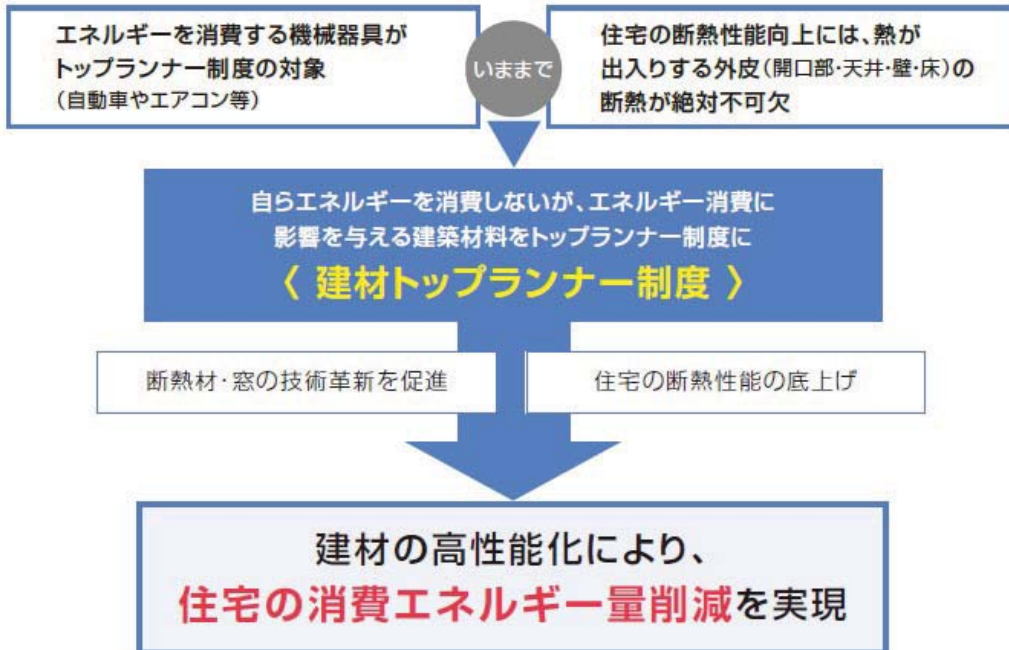 エネルギーを消費する機械器具が
トップランナー制度の対象
（自動車やエアコン等）
いままで
住宅の断熱性能向上には、熱が
出入りする外皮（開口部・天井・壁・床）の
断熱が絶対不可欠
自らエネルギーを消費しないが、エネルギー消費に
影響を与える建築材料をトップランナー制度に
〈 建材トップランナー制度 〉
断熱材・窓の技術革新を促進
住宅の断熱性能の底上げ
建材の高性能化により、
住宅の消費エネルギー量削減を実現